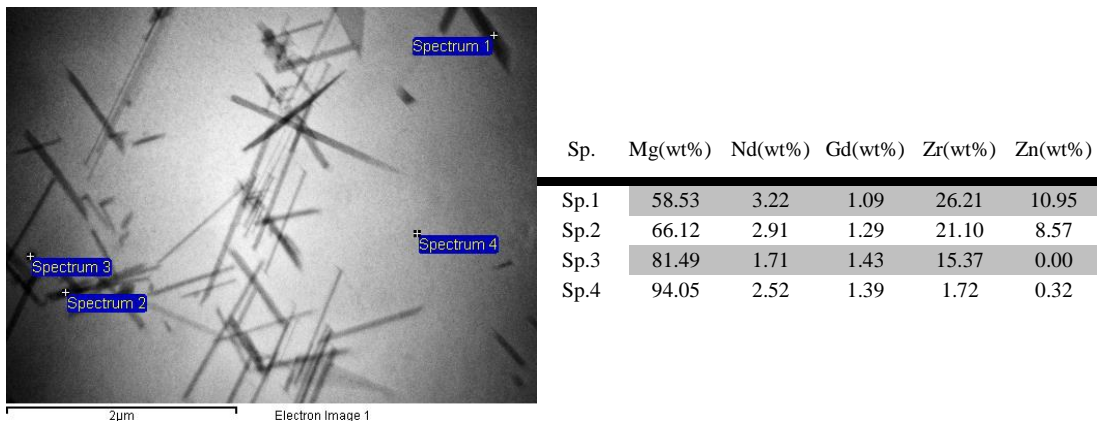 Spectrum 1
Spectrum 4
Spectrum 3
Spectrum 2
2µm Electron Image 1
Sp. Mg(wt%) Nd(wt%) Gd(wt%) Zr(wt%) Zn(wt%)
Sp.1 58.53 3.22 1.09 26.21 10.95
Sp.2 66.12 2.91 1.29 21.10 8.57
Sp.3 81.49 1.71 1.43 15.37 0.00
Sp.4 94.05 2.52 1.39 1.72 0.32